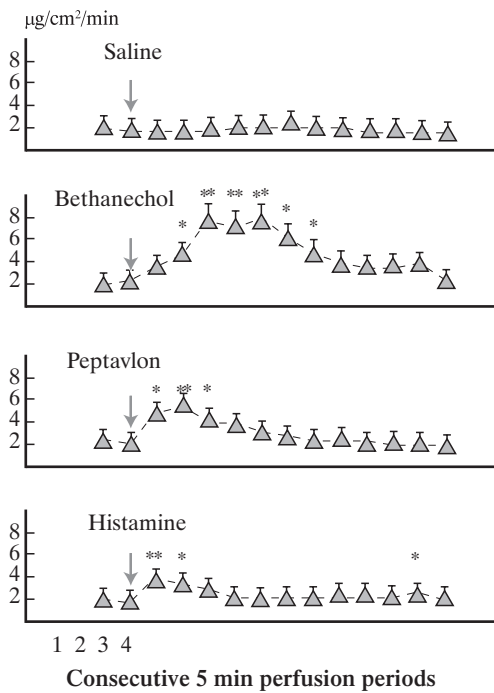 µg/cm²/min
Saline
8
6
4
2
Bethanechol
* ** ** ** * *
8
6
4
2
Peptavlon
* ** *
8
6
4
2
Histamine
** * *
8
6
4
2
1 2 3 4
Consecutive 5 min perfusion periods